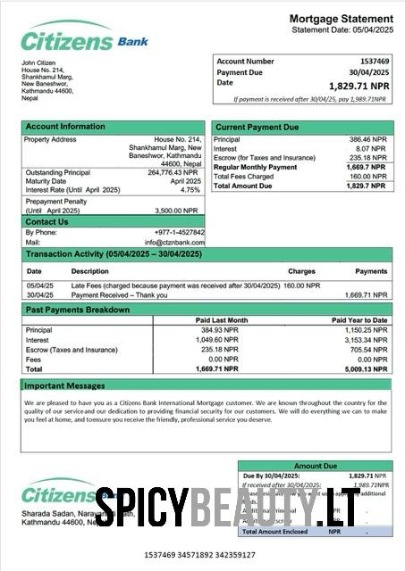 Mortgage Statement
Statement Date: 05/04/2025
Citizens Bank
John Citizen
House No. 214,
Shankhamul Marg,
New Baneshwor,
Kathmandu 44600,
Nepal
Account Number 1537469
Payment Due 30/04/2025
Date
1,829.71 NPR
If payment is received after 30/04/25, pay 1,989.71NPR
Account Information
Property Address House No. 214,
Shankhamul Marg, New
Baneshwor, Kathmandu
44600, Nepal
Outstanding Principal 264,776.43 NPR
Maturity Date April 2025
Interest Rate (Until April 2025) 4.75%
Prepayment Penalty
(Until April 2025) 3,500.00 NPR
Contact Us
By Phone: +977-1-4527842
Mail: info@ctznbank.com
Current Payment Due
Principal 386.46 NPR
Interest 8.07 NPR
Escrow (for Taxes and Insurance) 235.18 NPR
Regular Monthly Payment 1,669.7 NPR
Total Fees Charged 160.00 NPR
Total Amount Due 1,829.7 NPR
Transaction Activity (05/04/2025 – 30/04/2025)
Date Description Charges Payments
05/04/25 Late Fees (charged because payment was received after 30/04/2025) 160.00 NPR
30/04/25 Payment Received – Thank you 1,669.71 NPR
Past Payments Breakdown
Paid Last Month Paid Year to Date
Principal 384.93 NPR 1,150.25 NPR
Interest 1,049.60 NPR 3,153.34 NPR
Escrow (Taxes and Insurance) 235.18 NPR 705.54 NPR
Fees 0.00 NPR 0.00 NPR
Total 1,669.71 NPR 5,009.13 NPR
Important Messages
We are pleased to have you as a Citizens Bank International Mortgage customer. We are known throughout the country for the
quality of our service and our dedication to providing financial security for our customers. We will do everything we can to make
you feel at home, and to ensure you receive the friendly, professional service you deserve.
Citizens Bank
Sharada Sadan, Narayan
Kathmandu 44600,
Amount Due
Due By 30/04/2025: 1,829.71 NPR
If received after 30/04/25: 1,989.71NPR
additional
Total Amount Enclosed NPR .
SPICYBEAUTY.LT
1537469 34571892 342359127